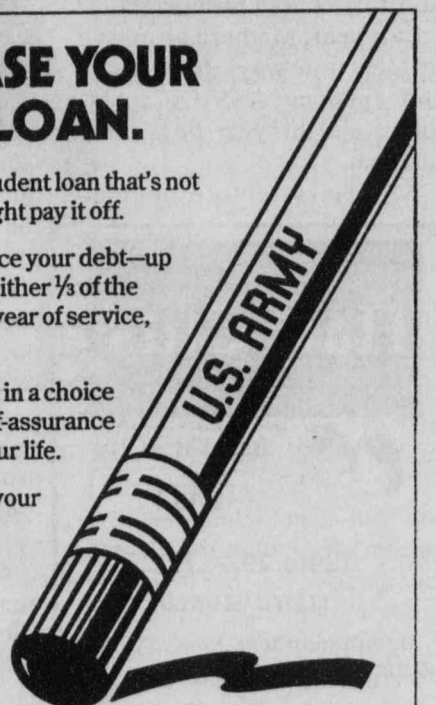 SE YOUR
LOAN.
udent loan that's not
ght pay it off.
ce your debt—up
either ⅓ of the
year of service,
in a choice
f-assurance
ur life.
your
U.S. ARMY